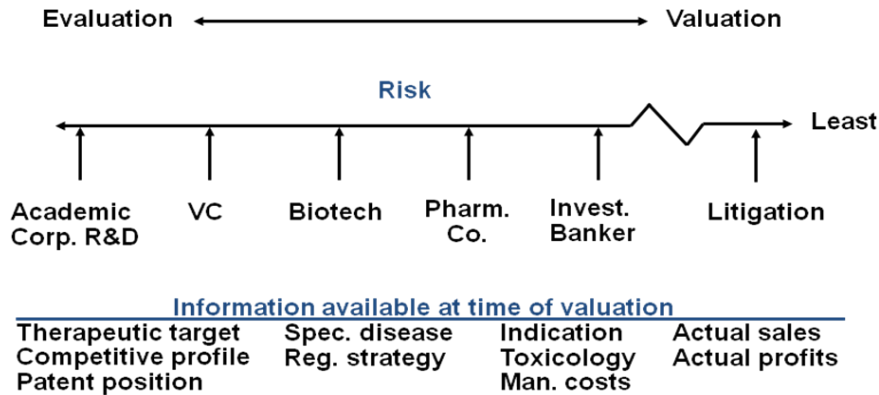 Evaluation Valuation
Risk
Least
Academic Corp. R&D
VC
Biotech
Pharm. Co.
Invest. Banker
Litigation
Information available at time of valuation
Therapeutic target Spec. disease Indication Actual sales
Competitive profile Reg. strategy Toxicology Actual profits
Patent position Man. costs